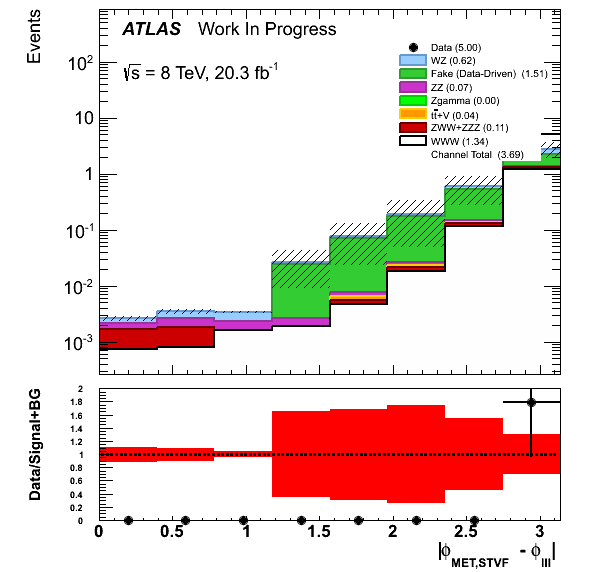 Events
ATLAS Work In Progress
√s = 8 TeV, 20.3 fb⁻¹
Data (5.00)
WZ (0.62)
Fake (Data-Driven) (1.51)
ZZ (0.07)
Zgamma (0.00)
tt̄+V (0.04)
ZWW+ZZZ (0.11)
WWW (1.34)
Channel Total (3.69)
10²
10
1
10⁻¹
10⁻²
10⁻³
Data/Signal+BG
2
1.8
1.6
1.4
1.2
1
0.8
0.6
0.4
0.2
0
0 0.5 1 1.5 2 2.5 3
|ϕ_MET,STVF - ϕ_lll|